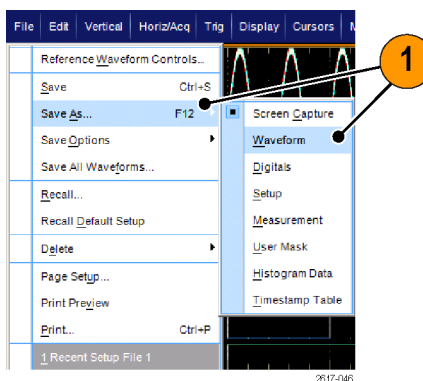 File Edit Vertical Horiz/Acq Trig Display Cursors
1
Reference Waveform Controls...
Save Ctrl+S
Save As... F12
Save Options
Save All Waveforms...
Recall...
Recall Default Setup
Delete
Page Setup...
Print Preview
Print... Ctrl+P
1 Recent Setup File 1
Screen Capture
Waveform
Digitals
Setup
Measurement
User Mask
Histogram Data
Timestamp Table
2617-046